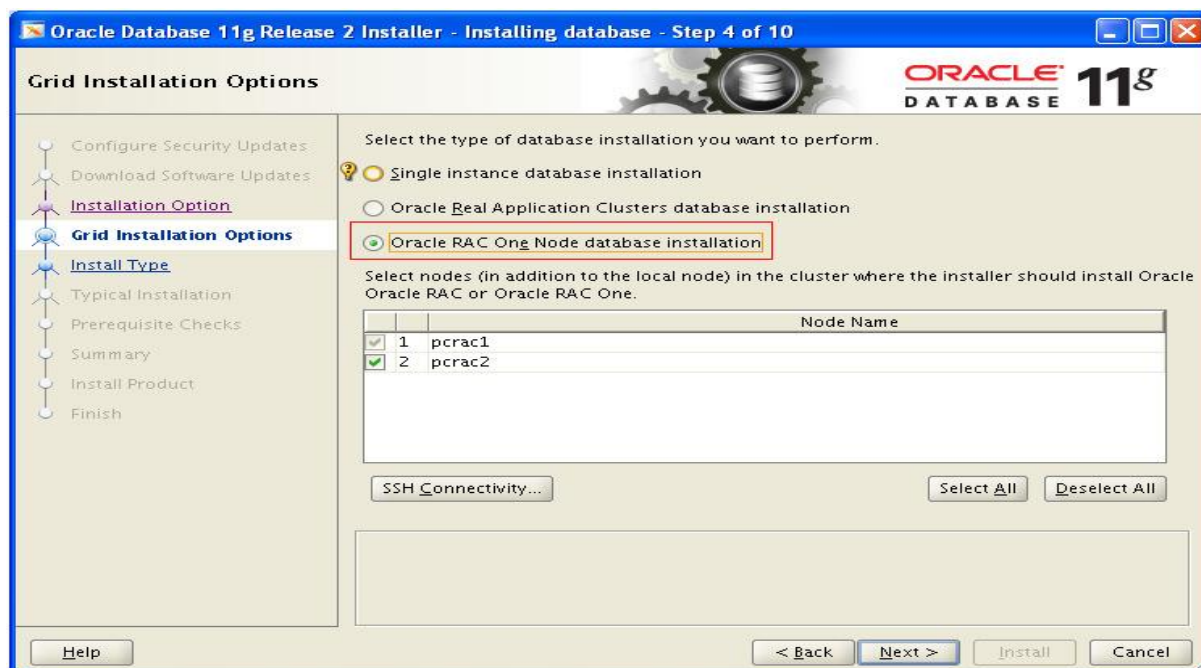 Oracle Database 11g Release 2 Installer - Installing database - Step 4 of 10
Grid Installation Options
ORACLE DATABASE 11g
Configure Security Updates
Download Software Updates
Installation Option
Grid Installation Options
Install Type
Typical Installation
Prerequisite Checks
Summary
Install Product
Finish
Select the type of database installation you want to perform.
Single instance database installation
Oracle Real Application Clusters database installation
Oracle RAC One Node database installation
Select nodes (in addition to the local node) in the cluster where the installer should install Oracle
Oracle RAC or Oracle RAC One.
Node Name
1 pcrac1
2 pcrac2
SSH Connectivity...
Select All
Deselect All
Help
< Back
Next >
Install
Cancel